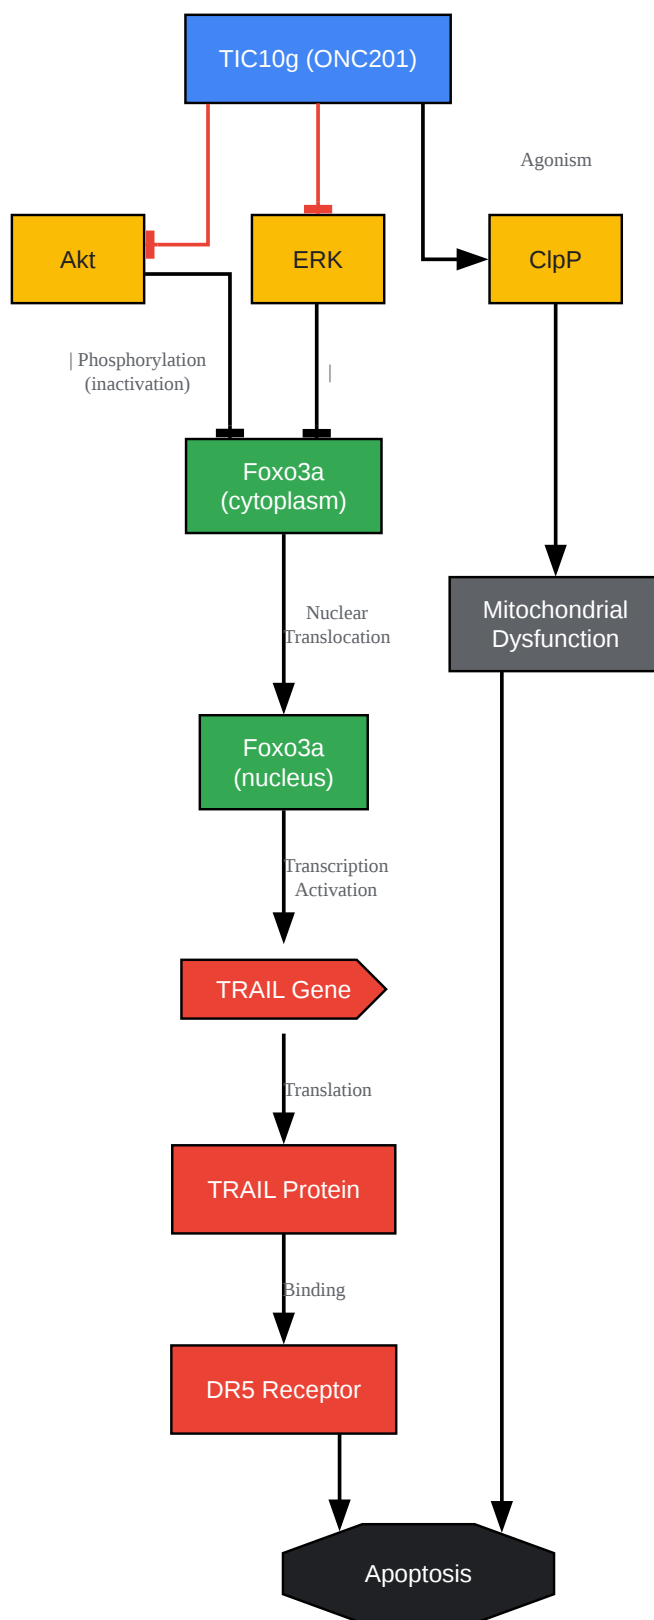 TIC10g (ONC201)
Agonism
Akt
ERK
ClpP
| Phosphorylation
(inactivation)
|
Foxo3a
(cytoplasm)
Nuclear
Translocation
Mitochondrial
Dysfunction
Foxo3a
(nucleus)
Transcription
Activation
TRAIL Gene
Translation
TRAIL Protein
Binding
DR5 Receptor
Apoptosis